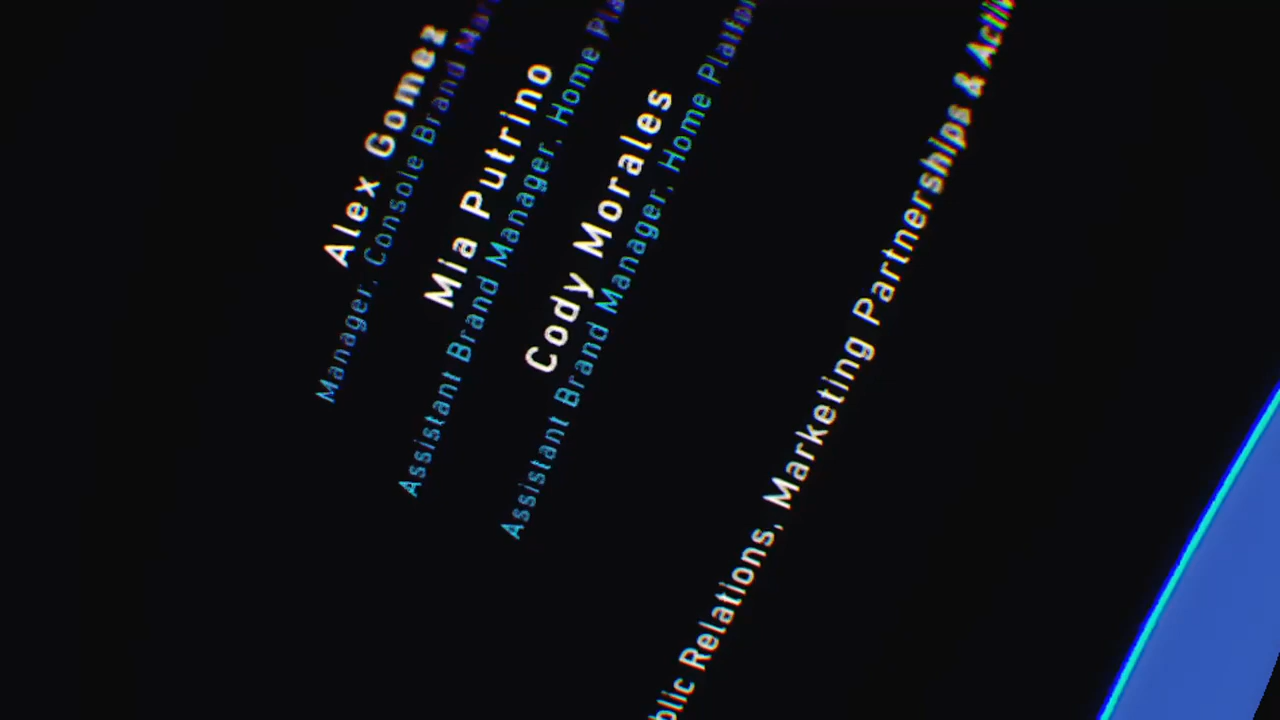 Alex Gomez
Manager, Console Brand
Mia Putrino
Assistant Brand Manager, Home
Cody Morales
Assistant Brand Manager, Home
Relations, Marketing Partnerships &